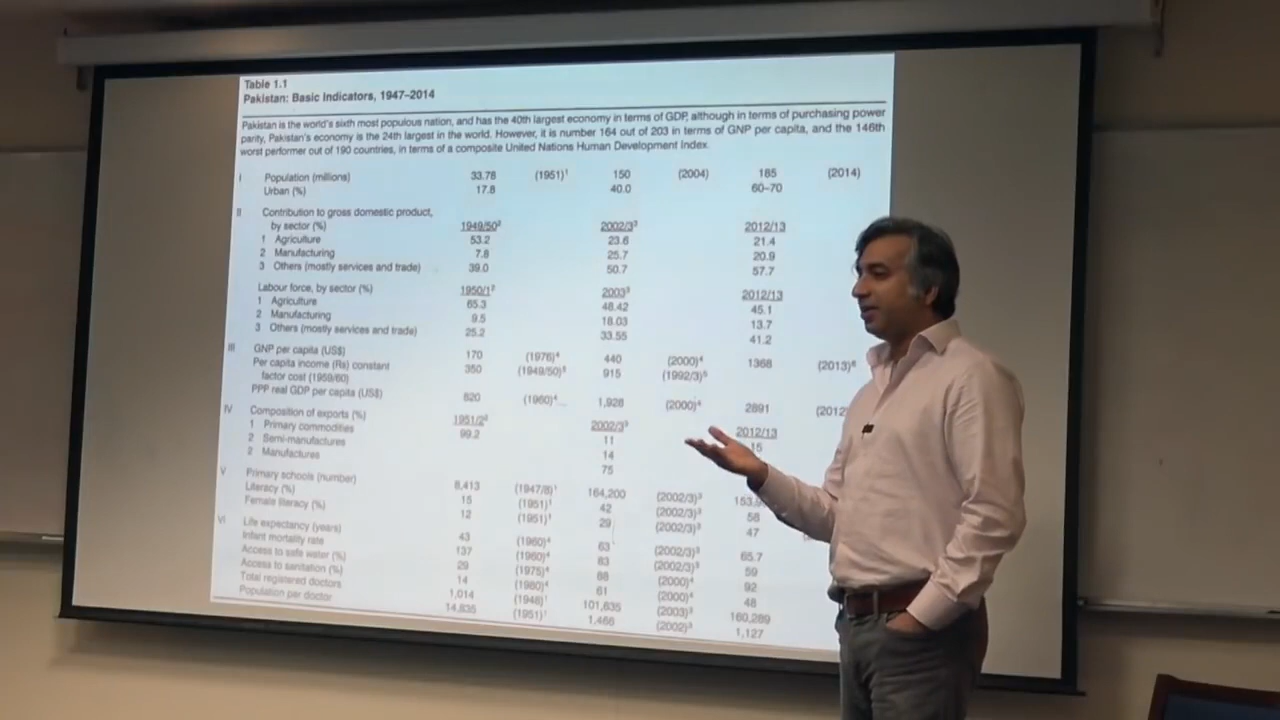 Table 1.1
Pakistan: Basic Indicators, 1947–2014
Pakistan is the world's sixth most populous nation, and has the 40th largest economy in terms of GDP, although in terms of purchasing power
parity, Pakistan's economy is the 24th largest in the world. However, it is number 164 out of 203 in terms of GNP per capita, and the 146th
worst performer out of 190 countries, in terms of a composite United Nations Human Development Index.
I Population (millions) 33.78 (1951)¹ 150 (2004) 185 (2014)
Urban (%) 17.8 40.0 60–70
II Contribution to gross domestic product,
by sector (%) 1949/50² 2002/3³ 2012/13
1 Agriculture 53.2 23.6 21.4
2 Manufacturing 7.8 25.7 20.9
3 Others (mostly services and trade) 39.0 50.7 57.7
Labour force, by sector (%) 1950/1² 2003³ 2012/13
1 Agriculture 65.3 48.42 45.1
2 Manufacturing 9.5 18.03 13.7
3 Others (mostly services and trade) 25.2 33.55 41.2
III GNP per capita (US$) 170 (1976)⁴ 440 (2000)⁴ 1368 (2013)⁶
Per capita income (Rs) constant 350 (1949/50)⁵ 915 (1992/3)⁵
factor cost (1959/60)
PPP real GDP per capita (US$) 820 (1960)⁴ 1,928 (2000)⁴ 2891 (2012
IV Composition of exports (%) 1951/2² 2002/3³ 2012/13
1 Primary commodities 99.2 11 15
2 Semi-manufactures 14
2 Manufactures 75
V Primary schools (number) 8,413 (1947/8)¹ 164,200 (2002/3)³
Literacy (%) 15 (1951)¹ 42 (2002/3)³ 58
Female literacy (%) 12 (1951)¹ 29 (2002/3)³ 47
VI Life expectancy (years) 43 (1960)⁴ 63 (2002/3)³ 65.7
Infant mortality rate 137 (1960)⁴ 83 (2002/3)³ 59
Access to safe water (%) 29 (1975)⁴ 88 (2000)⁴ 92
Access to sanitation (%) 14 (1980)⁴ 61 (2000)⁴ 48
Total registered doctors 1,014 (1948)¹ 101,635 (2003)³ 160,289
Population per doctor 14,835 (1951)¹ 1,466 (2002)³ 1,127